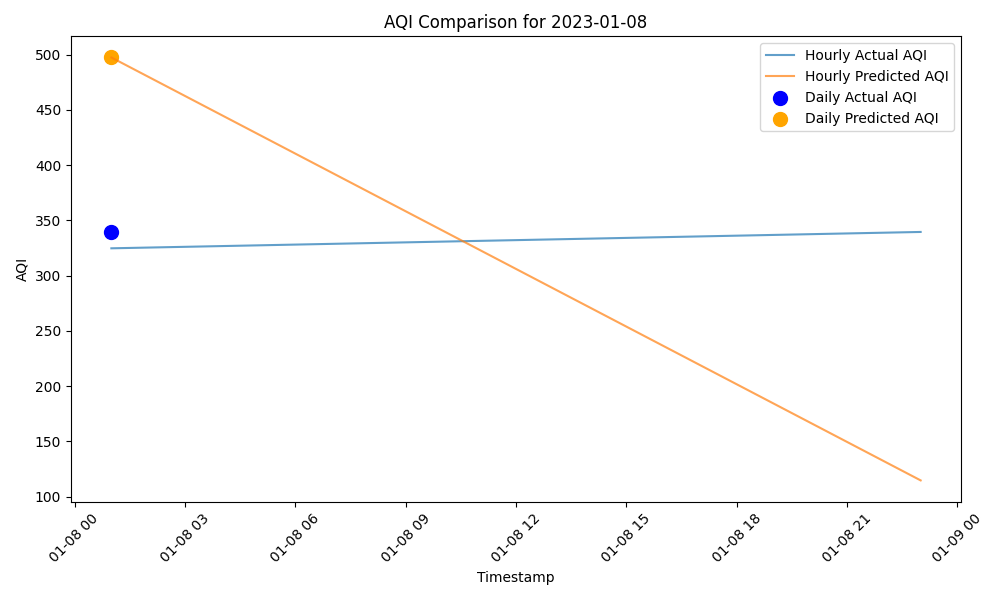 AQI Comparison for 2023-01-08
Hourly Actual AQI
Hourly Predicted AQI
Daily Actual AQI
Daily Predicted AQI
AQI
500
450
400
350
300
250
200
150
100
01-08 00
01-08 03
01-08 06
01-08 09
01-08 12
01-08 15
01-08 18
01-08 21
01-09 00
Timestamp